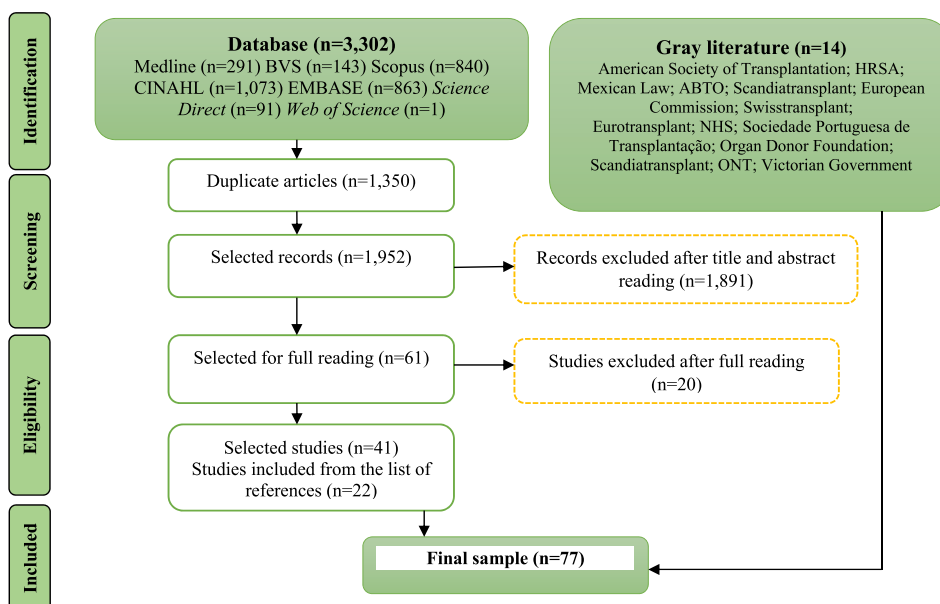 Identification
Database (n=3,302)
Medline (n=291) BVS (n=143) Scopus (n=840)
CINAHL (n=1,073) EMBASE (n=863) Science
Direct (n=91) Web of Science (n=1)
Gray literature (n=14)
American Society of Transplantation; HRSA;
Mexican Law; ABTO; Scandiatransplant; European
Commission; Swisstransplant;
Eurotransplant; NHS; Sociedade Portuguesa de
Transplantação; Organ Donor Foundation;
Scandiatransplant; ONT; Victorian Government
Screening
Duplicate articles (n=1,350)
Selected records (n=1,952)
Records excluded after title and abstract
reading (n=1,891)
Eligibility
Selected for full reading (n=61)
Studies excluded after full reading
(n=20)
Selected studies (n=41)
Studies included from the list of
references (n=22)
Included
Final sample (n=77)